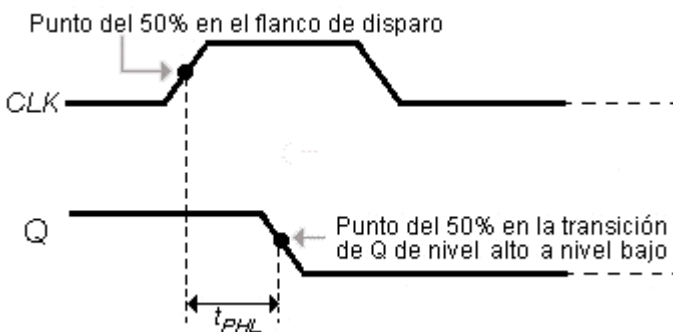 Punto del 50% en el flanco de disparo
CLK
Q
Punto del 50% en la transición
de Q de nivel alto a nivel bajo
tPHL